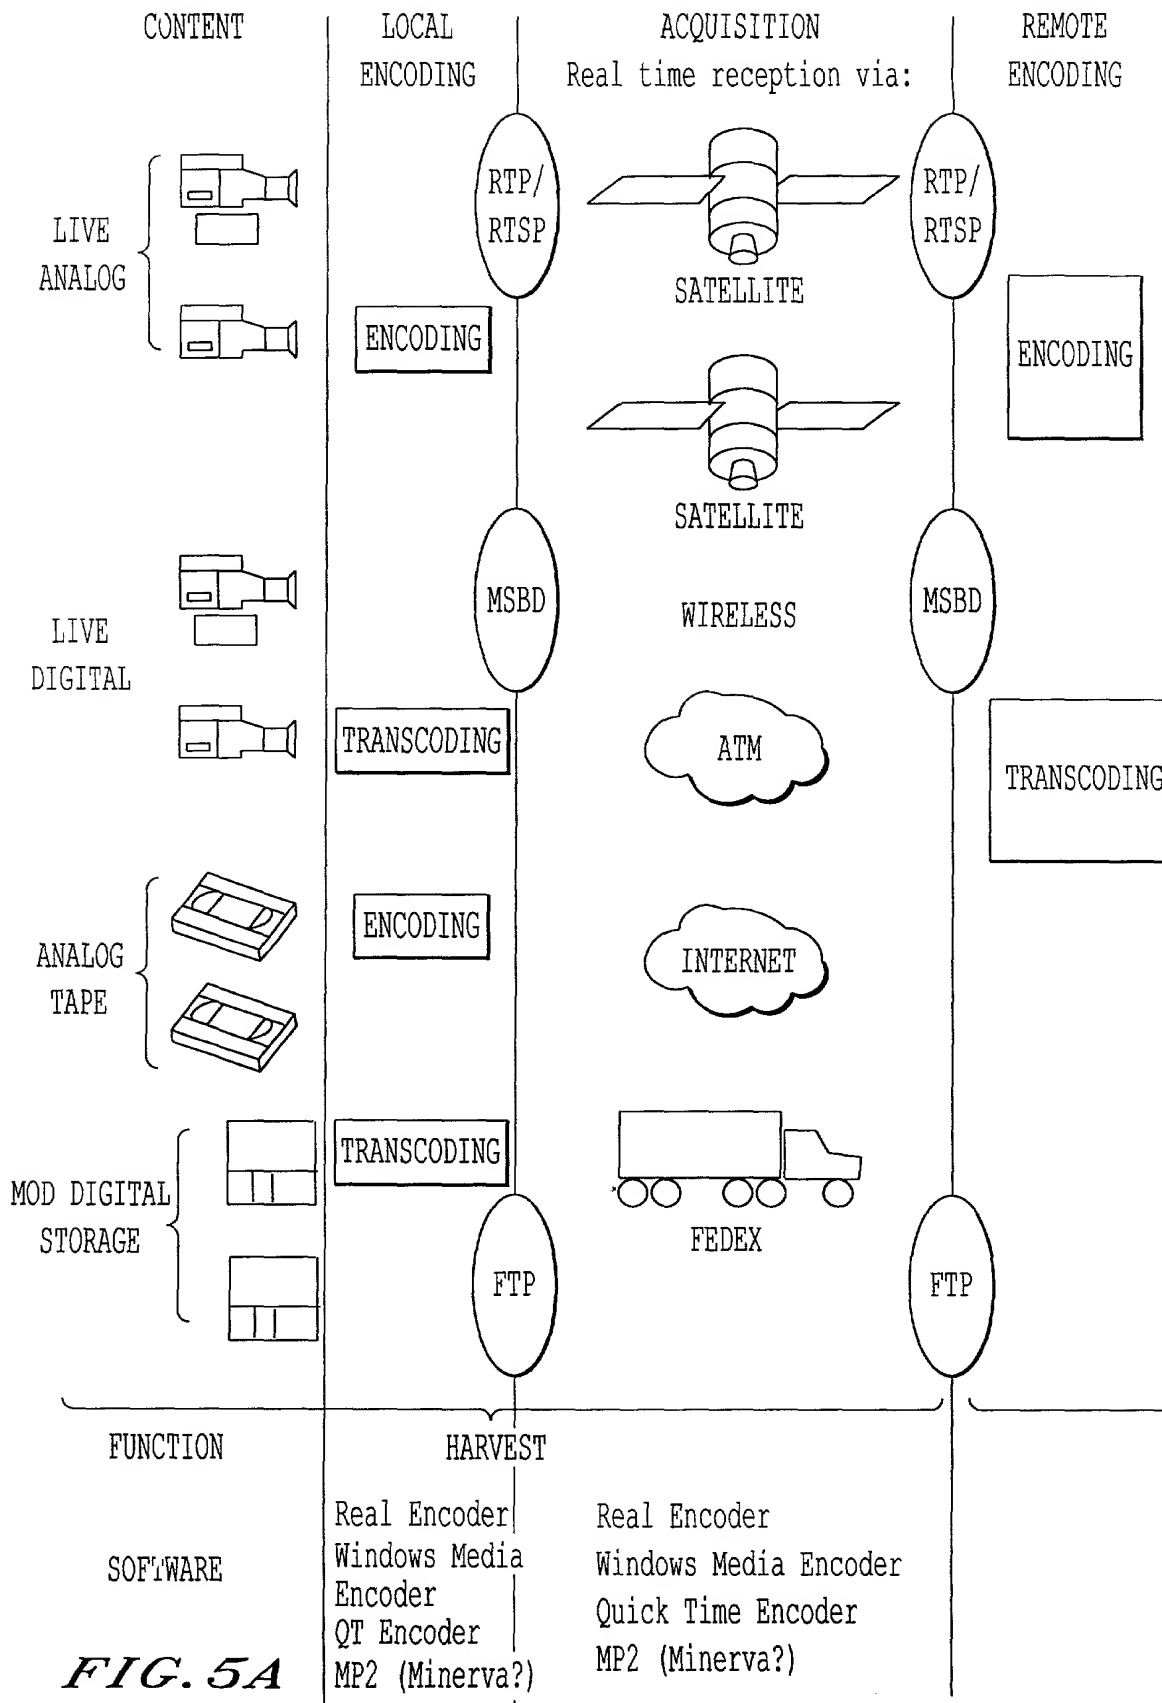 CONTENT
LOCAL
ENCODING
ACQUISITION
Real time reception via:
REMOTE
ENCODING
LIVE
ANALOG
RTP/
RTSP
SATELLITE
RTP/
RTSP
ENCODING
ENCODING
SATELLITE
LIVE
DIGITAL
MSBD
WIRELESS
MSBD
TRANSCODING
ATM
TRANSCODING
ANALOG
TAPE
ENCODING
INTERNET
MOD DIGITAL
STORAGE
TRANSCODING
FEDEX
FTP
FTP
FUNCTION
HARVEST
SOFTWARE
Real Encoder
Windows Media
Encoder
QT Encoder
MP2 (Minerva?)
Real Encoder
Windows Media Encoder
Quick Time Encoder
MP2 (Minerva?)
FIG. 5A